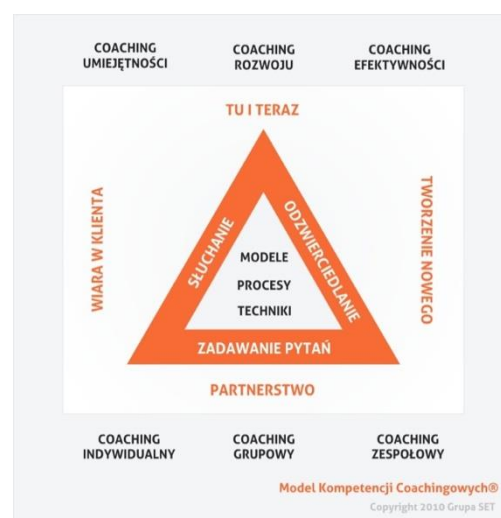 COACHING
UMIEJĘTNOŚCI
COACHING
ROZWOJU
COACHING
EFEKTYWNOŚCI
TU I TERAZ
WIARA W KLIENTA
SŁUCHANIE
ODZWIERCIEDLANIE
TWORZENIE NOWEGO
MODELE
PROCESY
TECHNIKI
ZADAWANIE PYTAŃ
PARTNERSTWO
COACHING
INDYWIDUALNY
COACHING
GRUPOWY
COACHING
ZESPOŁOWY
Model Kompetencji Coachingowych®
Copyright 2010 Grupa SET